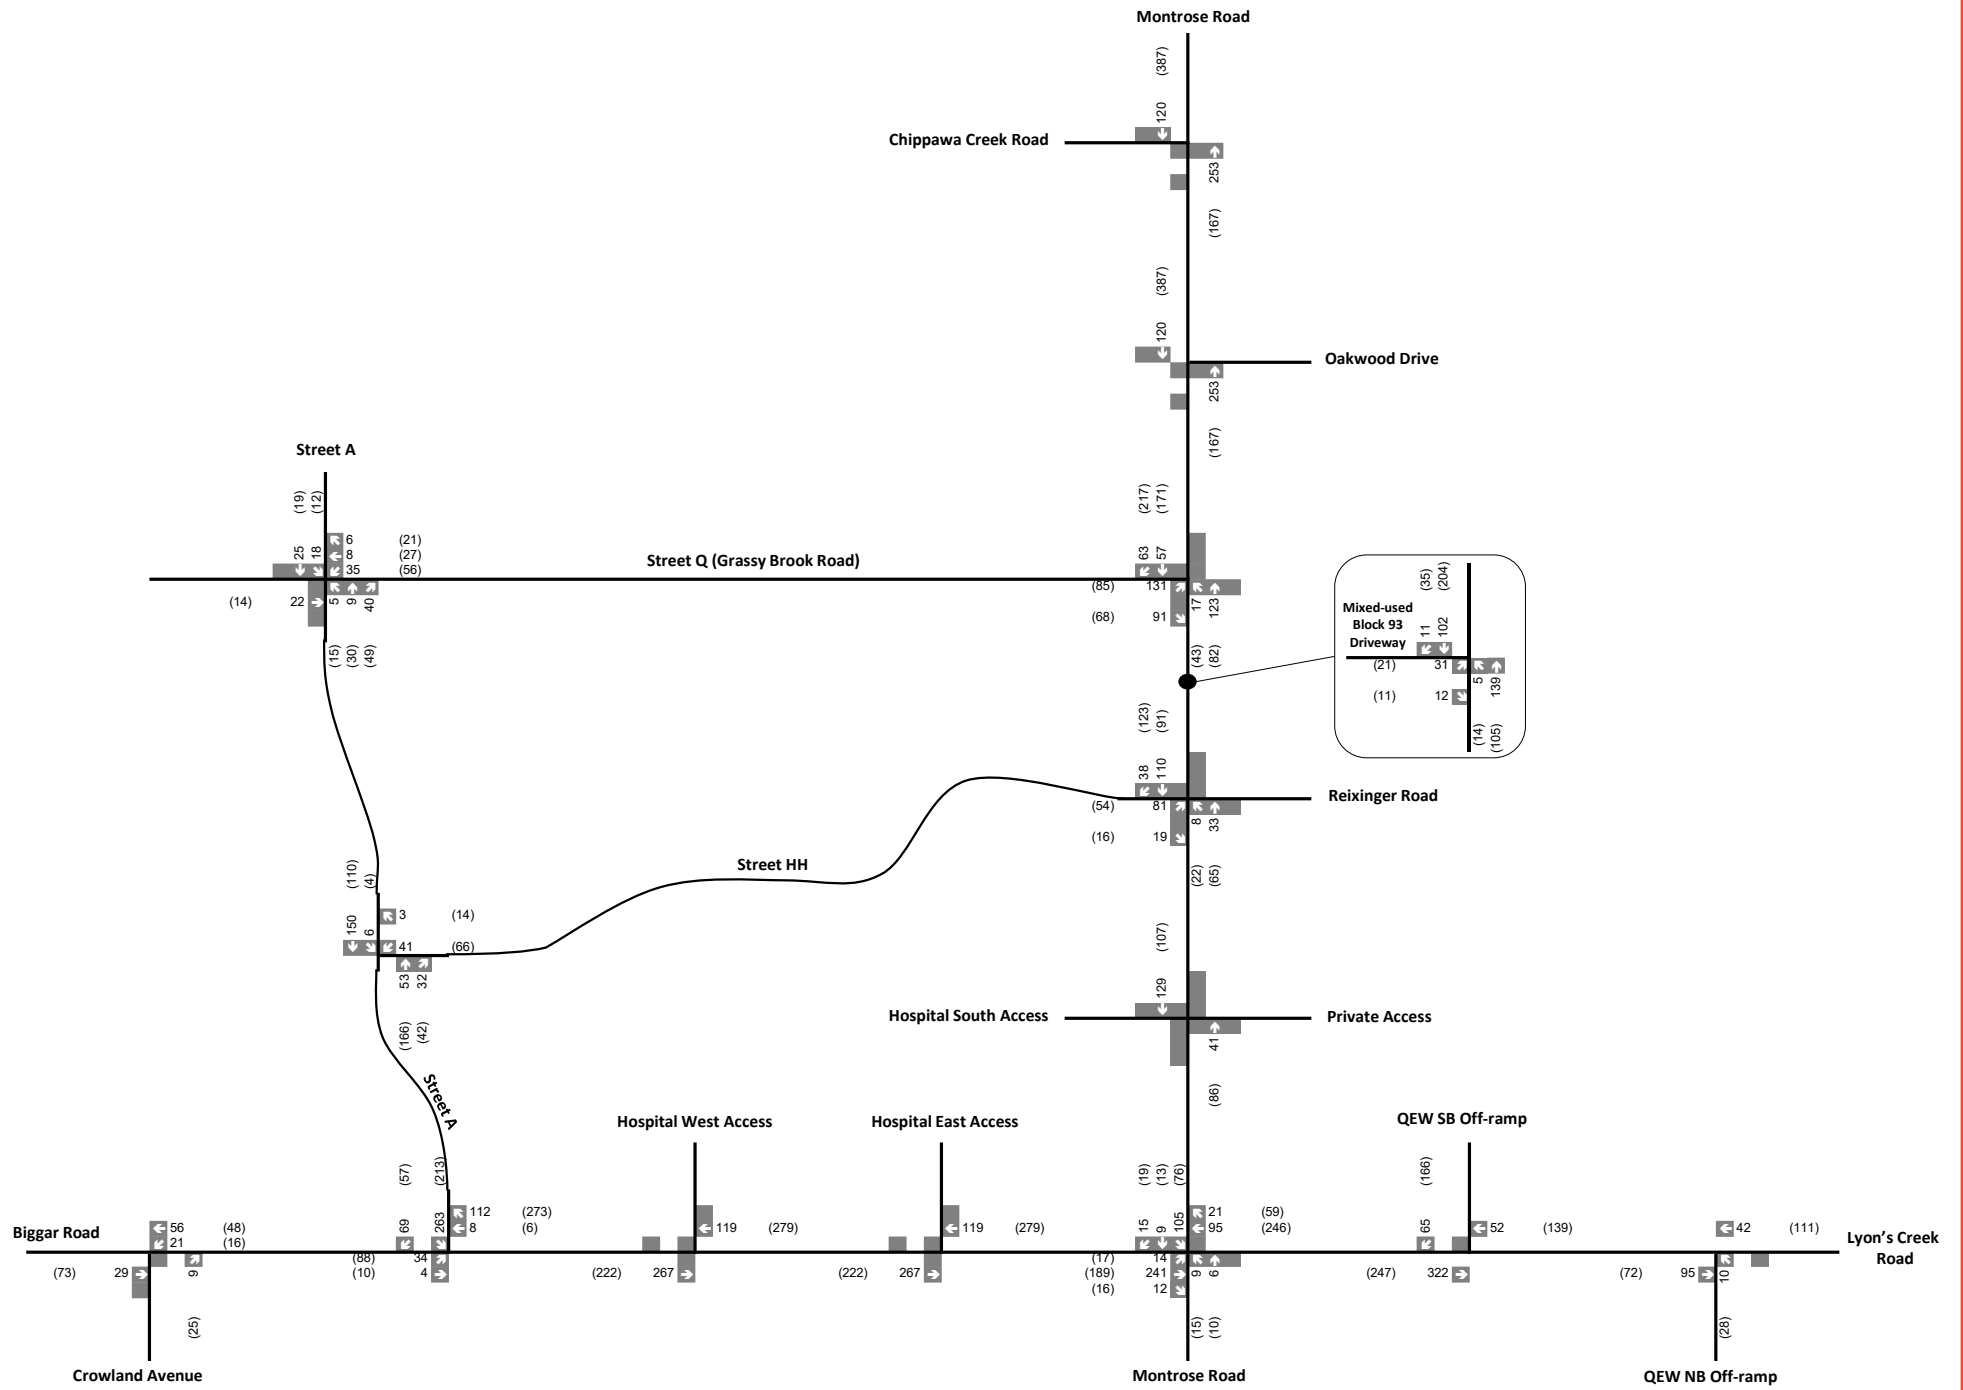 Montrose Road
(387)
120
Chippawa Creek Road
253
(167)
(387)
120
Oakwood Drive
253
(167)
Street A
(19) (12)
25 18
6 (21)
8 (27)
35 (56)
(14) 22
5 9 40
(15) (30) (49)
Street Q (Grassy Brook Road)
(217) (171)
63 57
(85) 131
(68) 91
17 123
(43) (82)
(35) (204)
Mixed-used
Block 93
Driveway
11 102
(21) 31
(11) 12
5 139
(14) (105)
(123) (91)
38 110
Reixinger Road
(54) 81
(16) 19
8 33
(22) (65)
Street HH
(110) (4)
150 6
3 (14)
41 (66)
53 32
(166) (42)
Street A
(107)
129
Hospital South Access
Private Access
41
(86)
Hospital West Access
Hospital East Access
QEW SB Off-ramp
Biggar Road
56 (48)
21 (16)
(73) 29
9
(25)
Crowland Avenue
(57) (213)
69 263
112 (273)
8 (6)
(88) 34
(10) 4
119 (279)
(222) 267
119 (279)
(222) 267
(19) (13) (76)
15 9 105
21 (59)
95 (246)
(17) 14
(189) 241
(16) 12
9 6
(15) (10)
Montrose Road
(166)
65
52 (139)
(247) 322
42 (111)
(72) 95
10
(28)
Lyon's Creek
Road
QEW NB Off-ramp